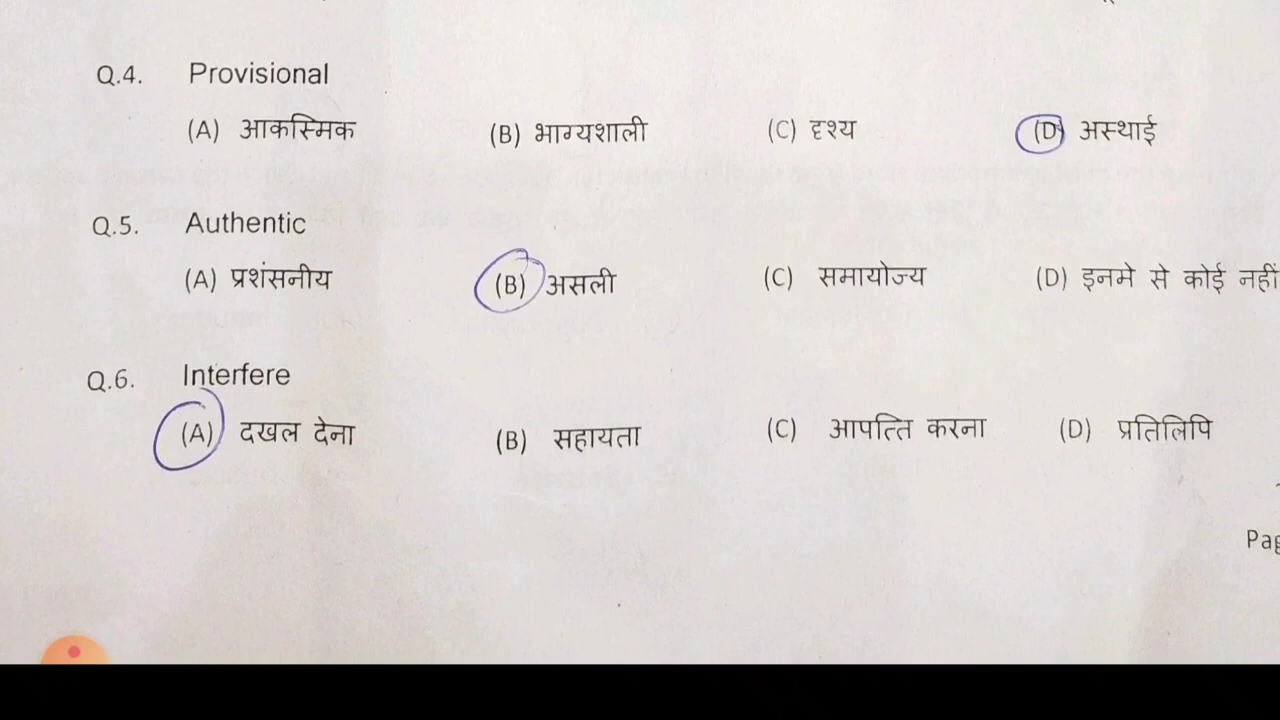 Q.4. Provisional
(A) आकस्मिक (B) भाग्यशाली (C) दृश्य (D) अस्थाई
Q.5. Authentic
(A) प्रशंसनीय (B) असली (C) समायोज्य (D) इनमे से कोई नहीं
Q.6. Interfere
(A) दखल देना (B) सहायता (C) आपत्ति करना (D) प्रतिलिपि